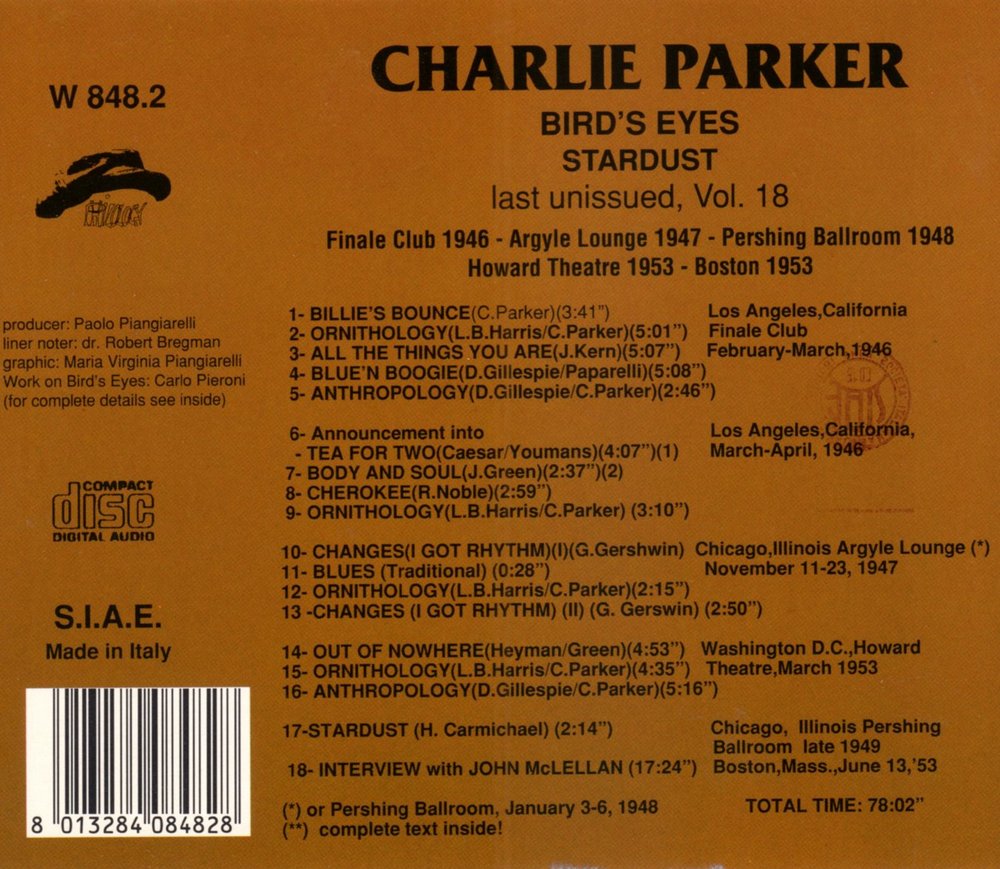 W 848.2
CHARLIE PARKER
BIRD'S EYES
STARDUST
last unissued, Vol. 18
Finale Club 1946 - Argyle Lounge 1947 - Pershing Ballroom 1948
Howard Theatre 1953 - Boston 1953
producer: Paolo Piangiarelli
liner noter: dr. Robert Bregman
graphic: Maria Virginia Piangiarelli
Work on Bird's Eyes: Carlo Pieroni
(for complete details see inside)
1- BILLIE'S BOUNCE(C.Parker)(3:41”) Los Angeles,California
2- ORNITHOLOGY(L.B.Harris/C.Parker)(5:01”) Finale Club
3- ALL THE THINGS YOU ARE(J.Kern)(5:07”) February-March,1946
4- BLUE'N BOOGIE(D.Gillespie/Paparelli)(5:08”)
5- ANTHROPOLOGY(D.Gillespie/C.Parker)(2:46”)
6- Announcement into Los Angeles,California,
- TEA FOR TWO(Caesar/Youmans)(4:07”)(1) March-April, 1946
7- BODY AND SOUL(J.Green)(2:37”)(2)
8- CHEROKEE(R.Noble)(2:59”)
9- ORNITHOLOGY(L.B.Harris/C.Parker) (3:10”)
10- CHANGES(I GOT RHYTHM)(I)(G.Gershwin) Chicago,Illinois Argyle Lounge (*)
11- BLUES (Traditional) (0:28”) November 11-23, 1947
12- ORNITHOLOGY(L.B.Harris/C.Parker)(2:15”)
13 -CHANGES (I GOT RHYTHM) (II) (G. Gerswin) (2:50”)
14- OUT OF NOWHERE(Heyman/Green)(4:53”) Washington D.C.,Howard
15- ORNITHOLOGY(L.B.Harris/C.Parker)(4:35”) Theatre,March 1953
16- ANTHROPOLOGY(D.Gillespie/C.Parker)(5:16”)
17-STARDUST (H. Carmichael) (2:14”) Chicago, Illinois Pershing
Ballroom late 1949
18- INTERVIEW with JOHN McLELLAN (17:24”) Boston,Mass.,June 13,'53
(*) or Pershing Ballroom, January 3-6, 1948 TOTAL TIME: 78:02”
(**) complete text inside!
COMPACT
disc
DIGITAL AUDIO
S.I.A.E.
Made in Italy
8 013284 084828